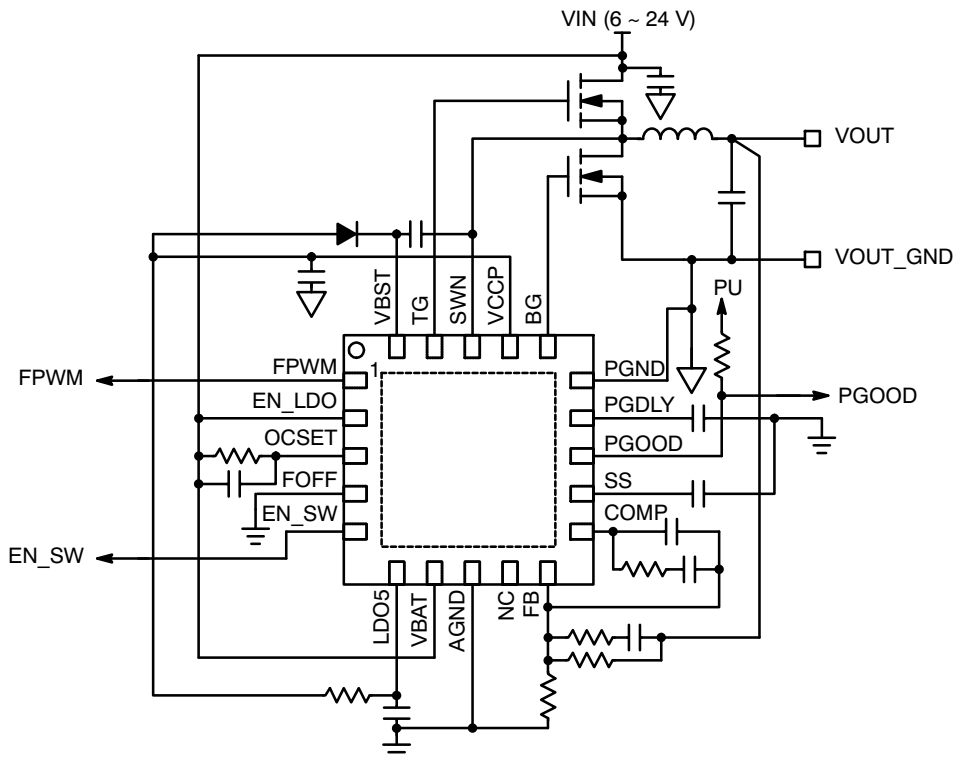 VIN (6 ~ 24 V)
VOUT
VOUT_GND
PU
VBST
TG
SWN
VCCP
BG
1
FPWM
FPWM
EN_LDO
OCSET
FOFF
EN_SW
EN_SW
PGND
PGDLY
PGOOD
PGOOD
SS
COMP
LDO5
VBAT
AGND
NC
FB